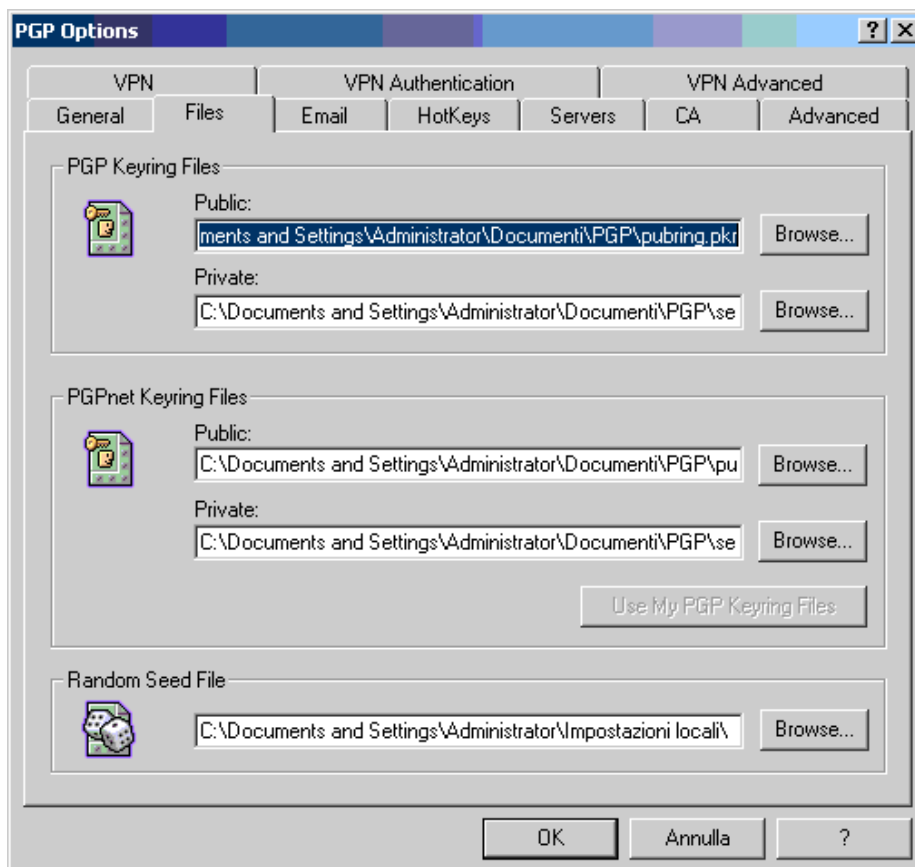 PGP Options
VPN VPN Authentication VPN Advanced
General Files Email HotKeys Servers CA Advanced
PGP Keyring Files
Public:
ments and Settings\Administrator\Documenti\PGP\pubring.pkr Browse...
Private:
C:\Documents and Settings\Administrator\Documenti\PGP\se Browse...
PGPnet Keyring Files
Public:
C:\Documents and Settings\Administrator\Documenti\PGP\pu Browse...
Private:
C:\Documents and Settings\Administrator\Documenti\PGP\se Browse...
Use My PGP Keyring Files
Random Seed File
C:\Documents and Settings\Administrator\Impostazioni locali\ Browse...
OK Annulla ?